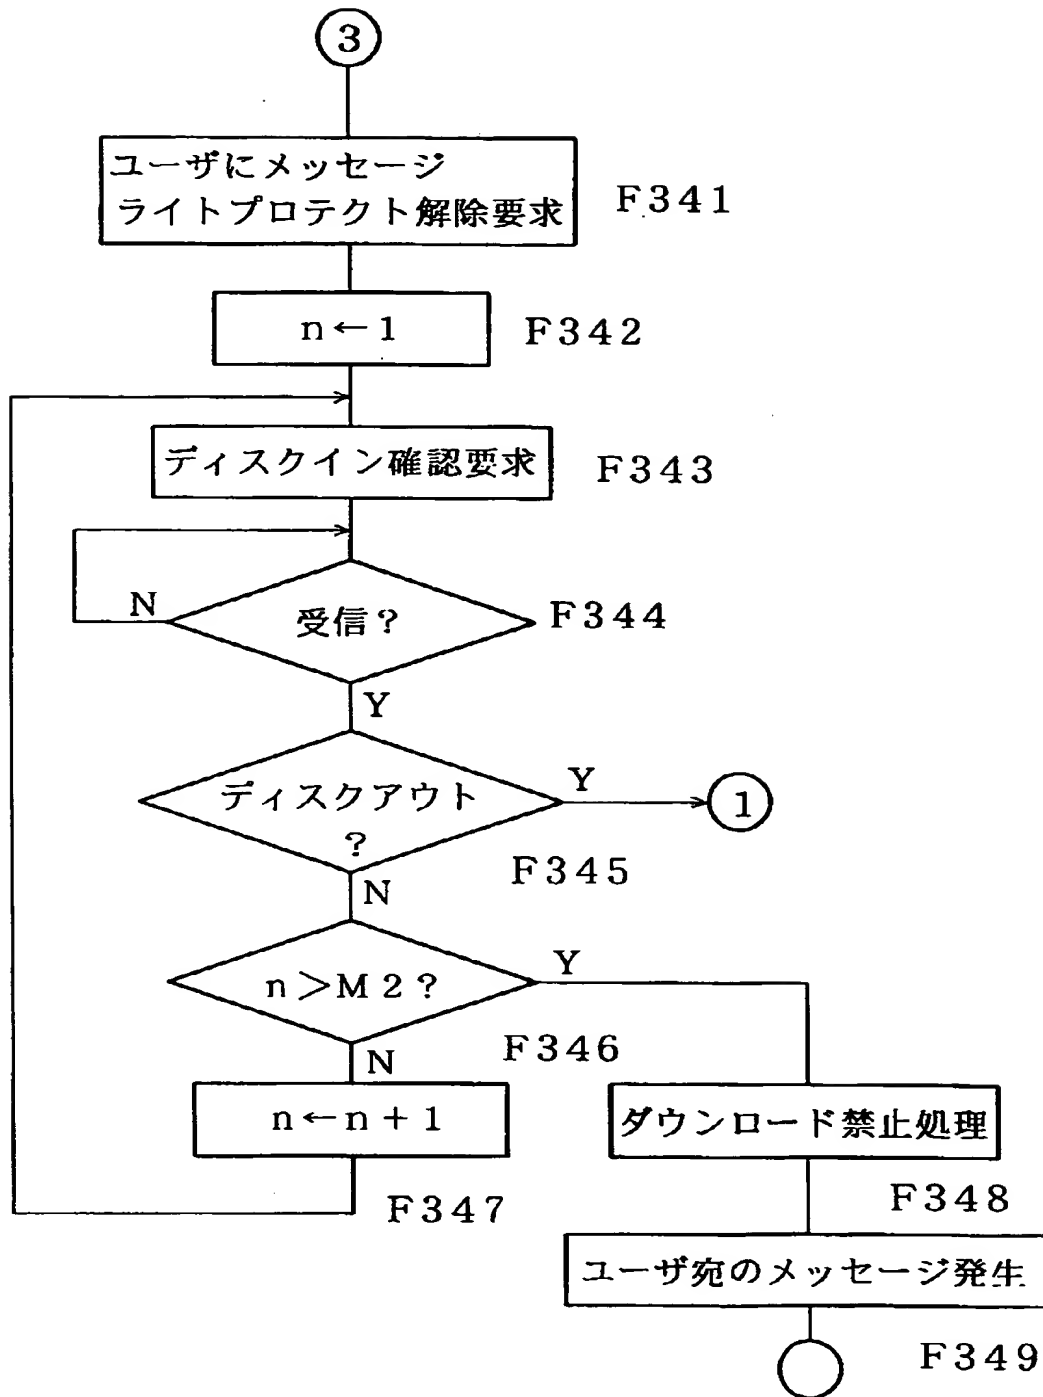 3
ユーザにメッセージ
ライトプロテクト解除要求
F341
n←1
F342
ディスクイン確認要求
F343
N
受信?
F344
Y
ディスクアウト
?
Y
1
F345
N
n>M2?
Y
F346
N
n←n+1
F347
ダウンロード禁止処理
F348
ユーザ宛のメッセージ発生
F349